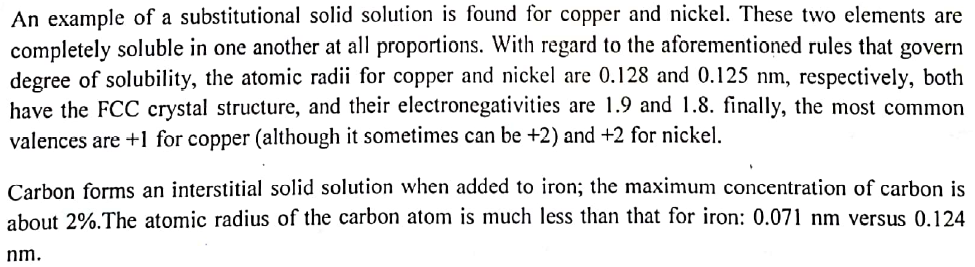 An example of a substitutional solid solution is found for copper and nickel. These two elements are
completely soluble in one another at all proportions. With regard to the aforementioned rules that govern
degree of solubility, the atomic radii for copper and nickel are 0.128 and 0.125 nm, respectively, both
have the FCC crystal structure, and their electronegativities are 1.9 and 1.8. finally, the most common
valences are +1 for copper (although it sometimes can be +2) and +2 for nickel.
Carbon forms an interstitial solid solution when added to iron; the maximum concentration of carbon is
about 2%.The atomic radius of the carbon atom is much less than that for iron: 0.071 nm versus 0.124
nm.